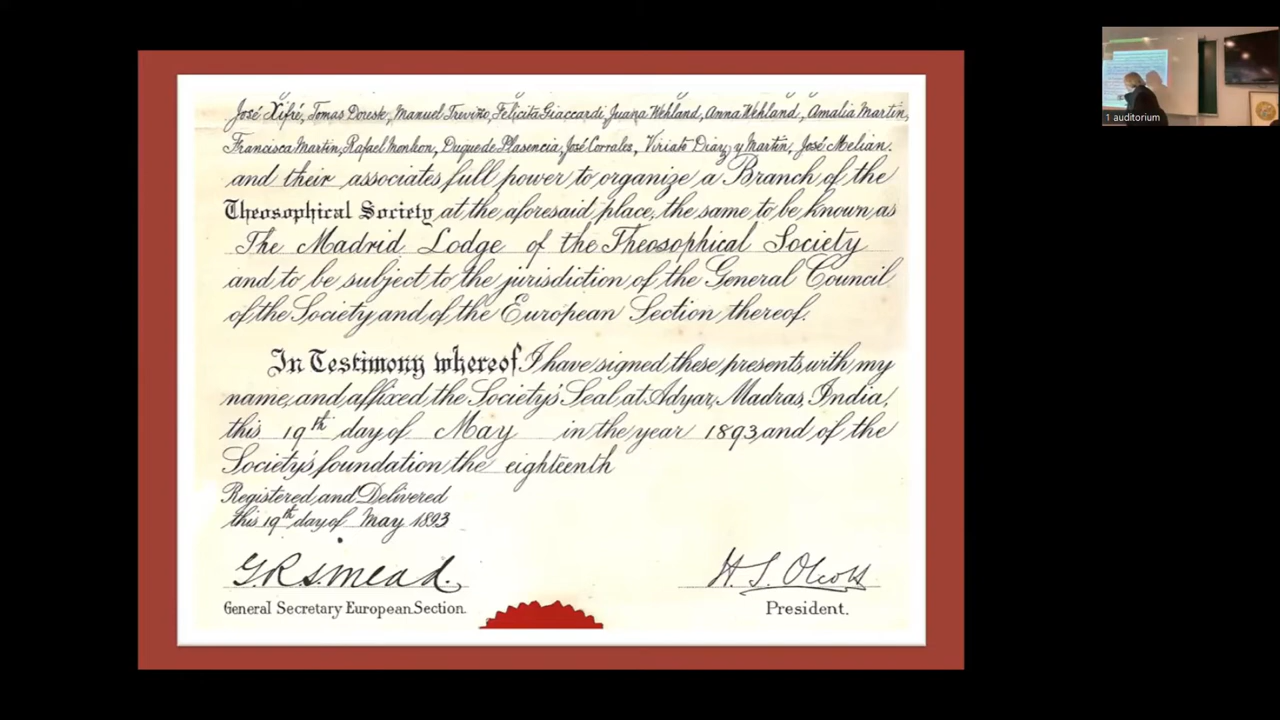 José Xifré, Tomas Doreste, Manuel Treviño, Felicita Giaccardi, Juana Wehland, Anna Wehland, Amalia Martin,
Francisca Martin, Rafael Monleon, Duque de Plasencia, José Corrales, Viriato Diaz y Martin, José Melian.
and their associates full power to organize a Branch of the
Theosophical Society at the aforesaid place, the same to be known as
The Madrid Lodge of the Theosophical Society
and to be subject to the jurisdiction of the General Council
of the Society and of the European Section thereof.
In Testimony whereof I have signed these presents with my
name, and affixed the Society's Seal at Adyar, Madras, India,
this 19th day of May in the year 1893, and of the
Society's foundation the eighteenth
Registered and Delivered
this 19th day of May 1893
G.R.S. Mead.
H. S. Olcott
General Secretary European Section.
President.
1 auditorium